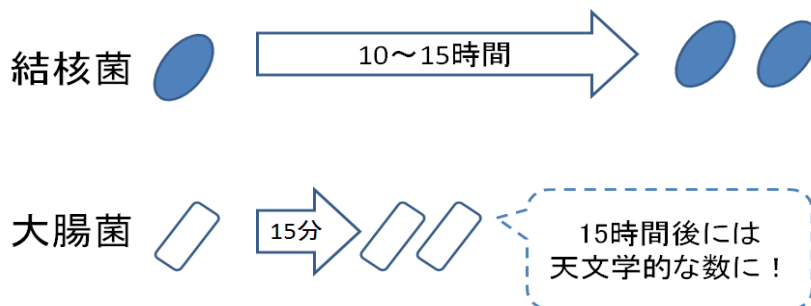 結核菌
10～15時間
大腸菌
15分
15時間後には
天文学的な数に！